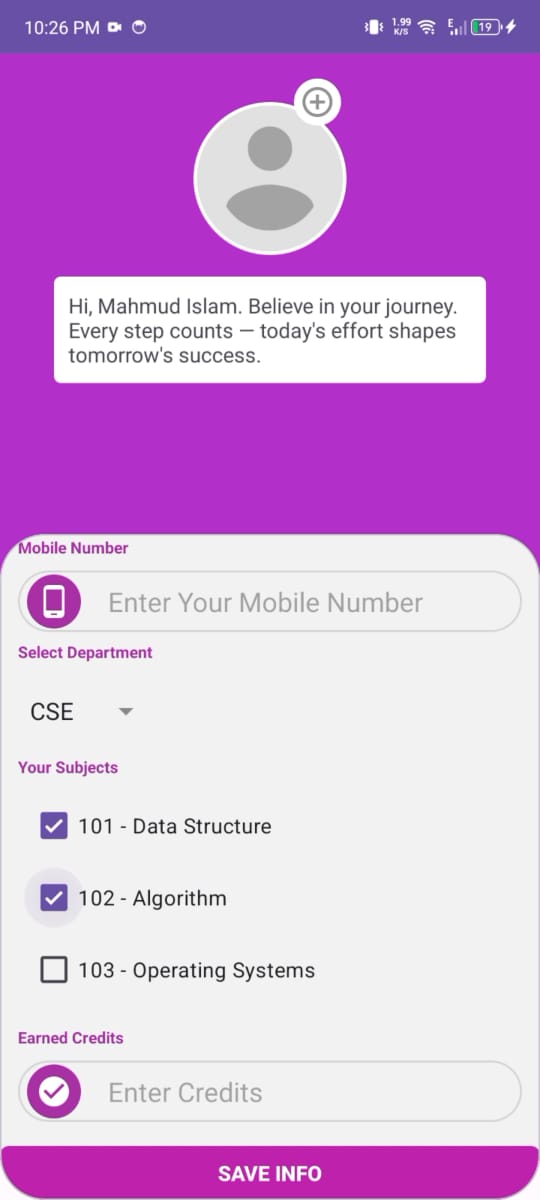 10:26 PM
1.99
K/S
E
19
Hi, Mahmud Islam. Believe in your journey.
Every step counts — today's effort shapes
tomorrow's success.
Mobile Number
Enter Your Mobile Number
Select Department
CSE
Your Subjects
101 - Data Structure
102 - Algorithm
103 - Operating Systems
Earned Credits
Enter Credits
SAVE INFO